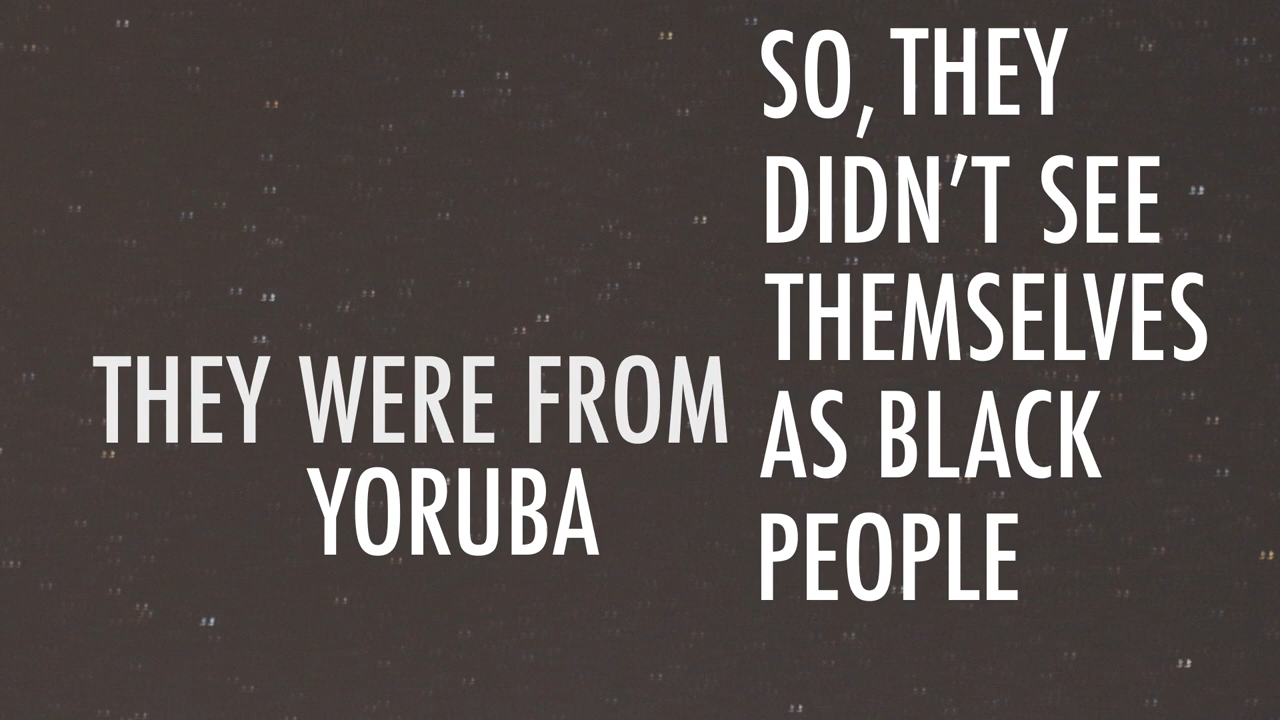 SO, THEY
DIDN'T SEE
THEMSELVES
AS BLACK
PEOPLE
THEY WERE FROM
YORUBA